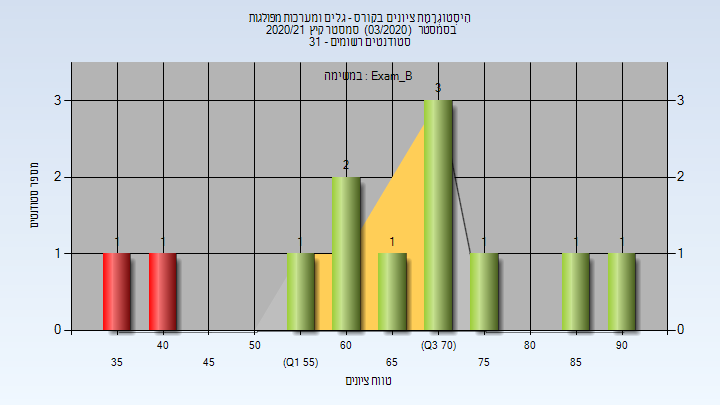 היסטוגרמת ציונים בקורס - גלים ומערכות מפולגות
בסמסטר (03/2020) סמסטר קיץ 2020/21
סטודנטים רשומים - 31
במשימה : Exam_B
מספר סטודנטים
3 3
2 2
1 1
0 0
1 1 1 2 1 3 1 1 1
40 50 60 (Q3 70) 80 90
35 45 (Q1 55) 65 75 85
טווח ציונים